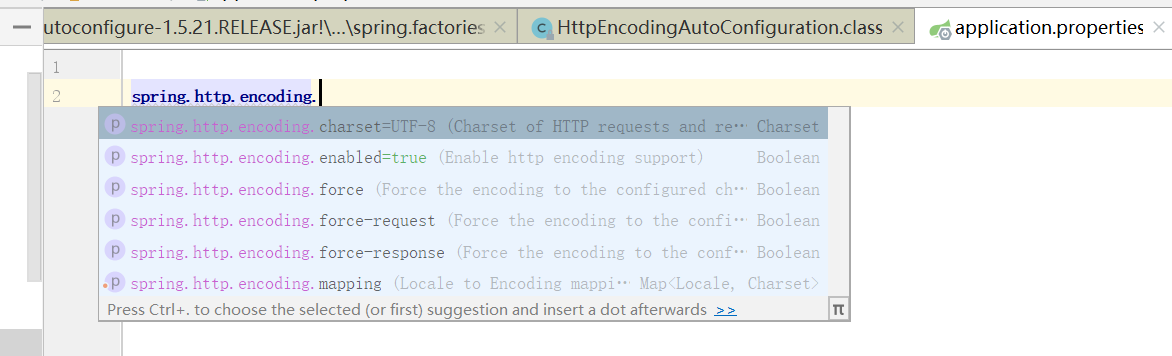 utoconfigure-1.5.21.RELEASE.jar!\...\spring.factories HttpEncodingAutoConfiguration.class application.properties
1
2 spring.http.encoding.
p spring.http.encoding.charset=UTF-8 (Charset of HTTP requests and re… Charset
p spring.http.encoding.enabled=true (Enable http encoding support) Boolean
p spring.http.encoding.force (Force the encoding to the configured ch… Boolean
p spring.http.encoding.force-request (Force the encoding to the confi… Boolean
p spring.http.encoding.force-response (Force the encoding to the conf… Boolean
p spring.http.encoding.mapping (Locale to Encoding mappi… Map<Locale, Charset>
Press Ctrl+. to choose the selected (or first) suggestion and insert a dot afterwards >> π